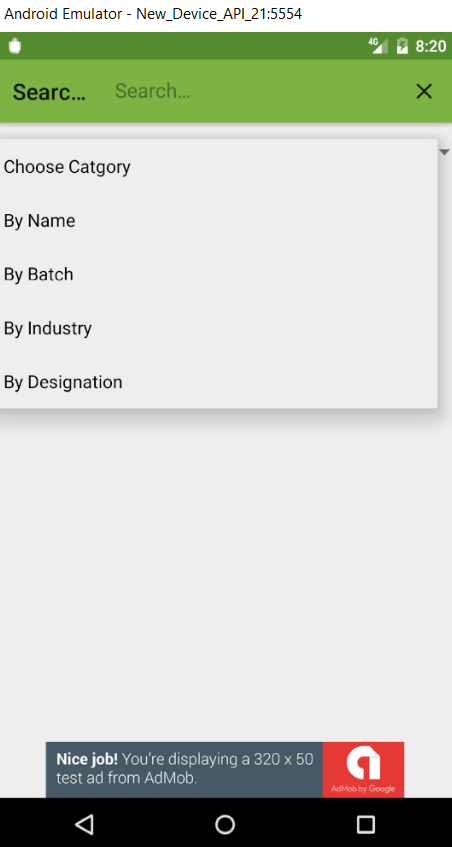 Android Emulator - New_Device_API_21:5554
4G 8:20
Searc... Search...
Choose Catgory
By Name
By Batch
By Industry
By Designation
Nice job! You're displaying a 320 x 50
test ad from AdMob.
AdMob by Google